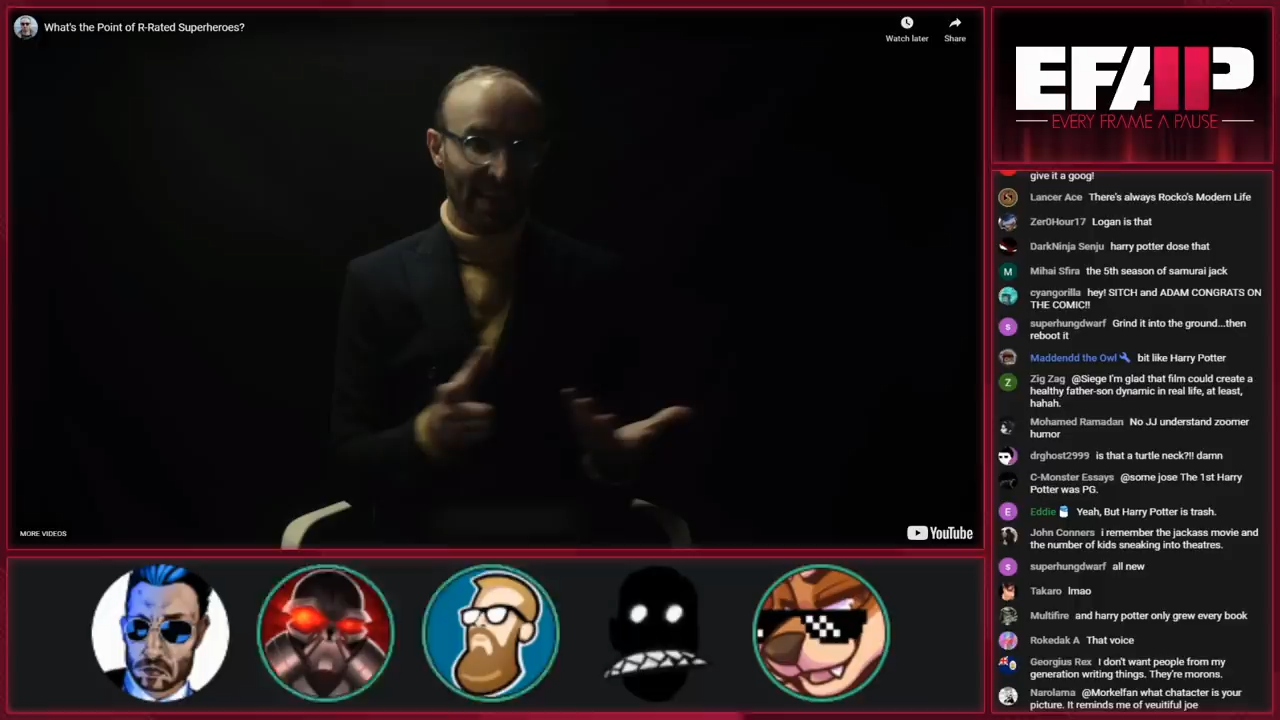 What's the Point of R-Rated Superheroes?
Watch later
Share
MORE VIDEOS
YouTube
EFAP
EVERY FRAME A PAUSE
give it a goog!
Lancer Ace There's always Rocko's Modern Life
Zer0Hour17 Logan is that
DarkNinja Senju harry potter dose that
M
Mihai Sfira the 5th season of samurai jack
cyangorilla hey! SITCH and ADAM CONGRATS ON
THE COMIC!!
s
superhungdwarf Grind it into the ground...then
reboot it
Maddendd the Owl bit like Harry Potter
Z
Zig Zag @Siege I'm glad that film could create a
healthy father-son dynamic in real life, at least,
hahah.
Mohamed Ramadan No JJ understand zoomer
humor
drghost2999 is that a turtle neck?!! damn
C-Monster Essays @some jose The 1st Harry
Potter was PG.
E
Eddie Yeah, But Harry Potter is trash.
John Conners i remember the jackass movie and
the number of kids sneaking into theatres.
s
superhungdwarf all new
Takaro lmao
Multifire and harry potter only grew every book
Rokedak A That voice
Georgius Rex I don't want people from my
generation writing things. They're morons.
Narolama @Morkelfan what chatacter is your
picture. It reminds me of veuitiful joe